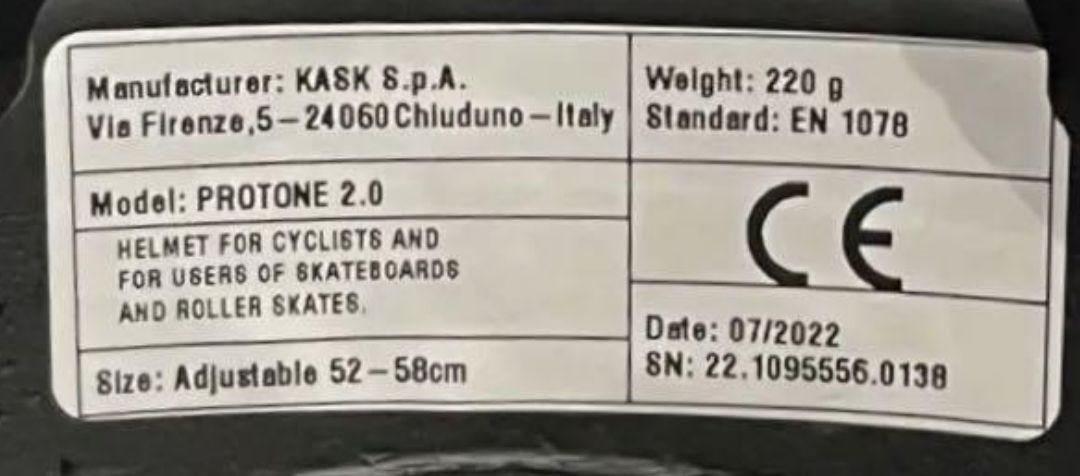 Manufacturer: KASK S.p.A.
Via Firenze,5 – 24060 Chiuduno – Italy
Model: PROTONE 2.0
HELMET FOR CYCLISTS AND
FOR USERS OF SKATEBOARDS
AND ROLLER SKATES.
Size: Adjustable 52 – 58cm
Weight: 220 g
Standard: EN 1078
CE
Date: 07/2022
SN: 22.1095556.0138